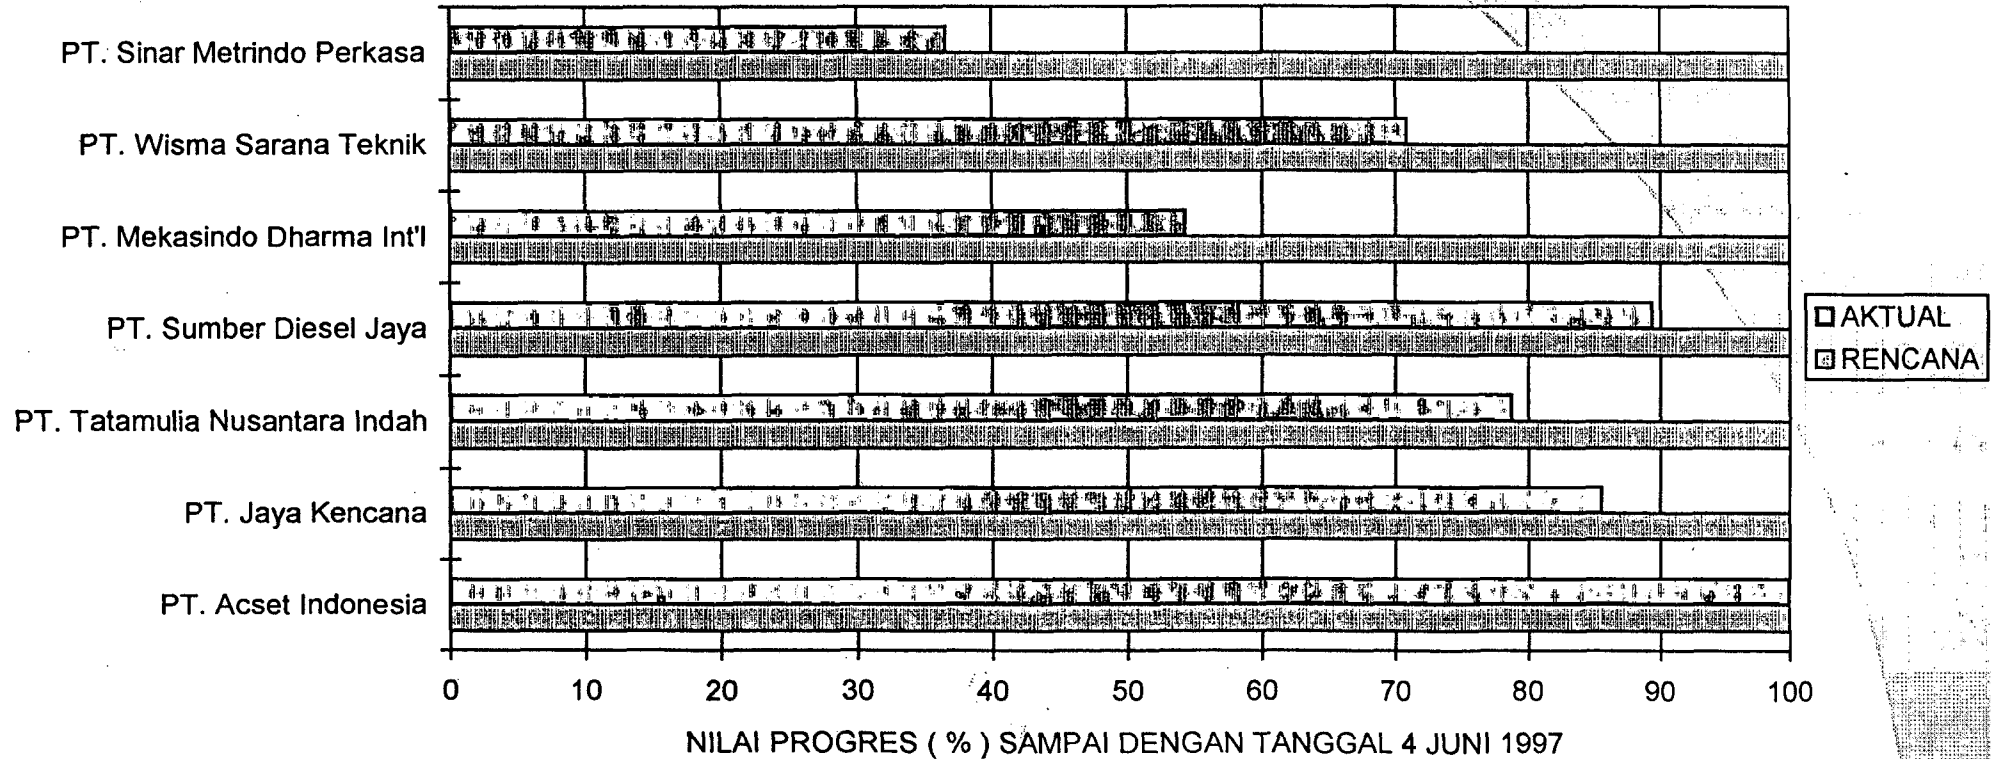 PT. Sinar Metrindo Perkasa
PT. Wisma Sarana Teknik
PT. Mekasindo Dharma Int'l
PT. Sumber Diesel Jaya
PT. Tatamulia Nusantara Indah
PT. Jaya Kencana
PT. Acset Indonesia
0 10 20 30 40 50 60 70 80 90 100
NILAI PROGRES ( % ) SAMPAI DENGAN TANGGAL 4 JUNI 1997
AKTUAL
RENCANA